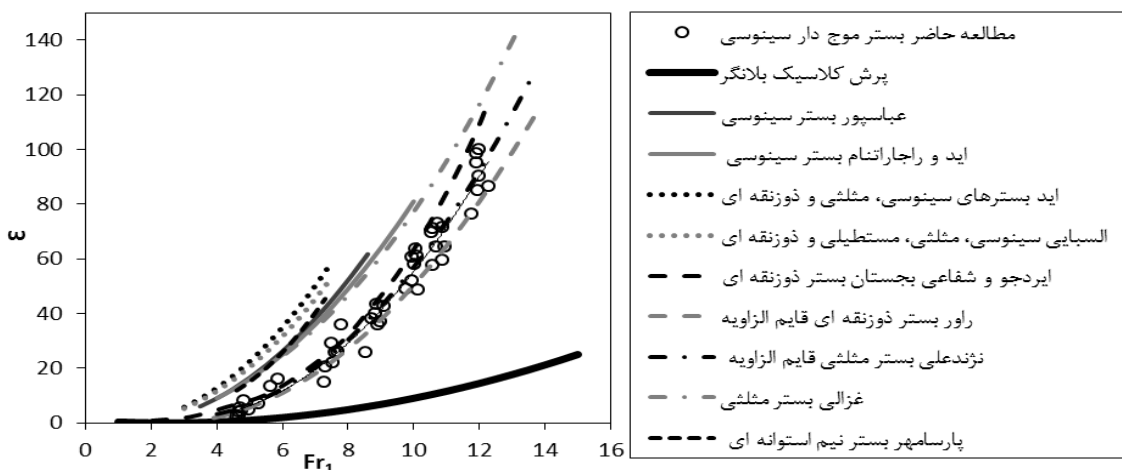 140
120
100
80
60
40
20
0
ε
0 2 4 6 8 10 12 14 16
Fr1
مطالعه حاضر بستر موج دار سینوسی
پرش کلاسیک بلانگر
عباسپور بستر سینوسی
اید و راجاراتنام بستر سینوسی
اید بسترهای سینوسی، مثلثی و ذوزنقه ای
السبایی سینوسی، مثلثی، مستطیلی و ذوزنقه ای
ایردجو و شفاعی بجستان بستر ذوزنقه ای
راور بستر ذوزنقه ای قایم الزاویه
نژندعلی بستر مثلثی قایم الزاویه
غزالی بستر مثلثی
پارسامهر بستر نیم استوانه ای